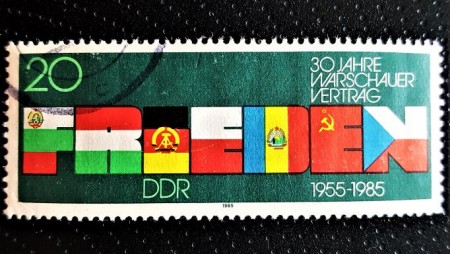 20
30 JAHRE
WARSCHAUER
VERTRAG
FRIEDEN
DDR
1955-1985
1985